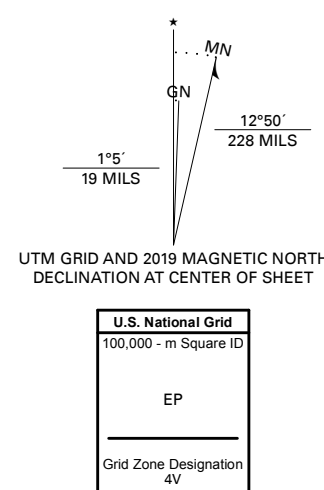 ★
MN
GN
12°50´
228 MILS
1°5´
19 MILS
UTM GRID AND 2019 MAGNETIC NORTH
DECLINATION AT CENTER OF SHEET
U.S. National Grid
100,000 - m Square ID
EP
Grid Zone Designation
4V